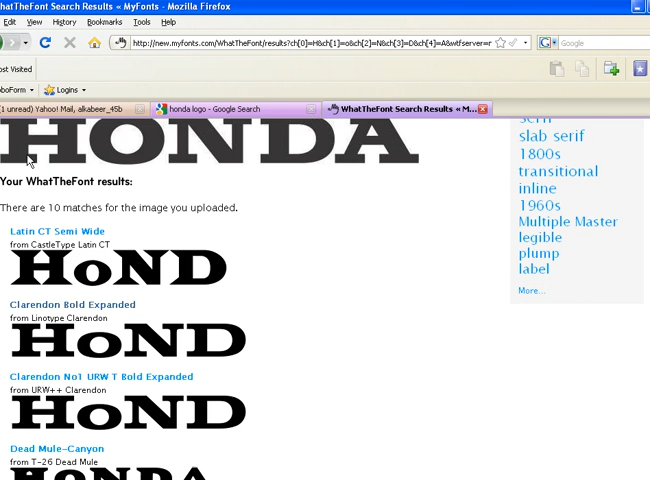 WhatTheFont Search Results « MyFonts - Mozilla Firefox
Edit View History Bookmarks Tools Help
http://new.myfonts.com/WhatTheFont/results?ch[0]=H&ch[1]=o&ch[2]=N&ch[3]=D&ch[4]=A&wtfserver=r Google
ost Visited
boForm Logins
(1 unread) Yahoo! Mail, alkabeer_45b honda logo - Google Search WhatTheFont Search Results « M...
HONDA
serif
slab serif
1800s
transitional
inline
1960s
Multiple Master
legible
plump
label
More...
Your WhatTheFont results:
There are 10 matches for the image you uploaded.
Latin CT Semi Wide
from CastleType Latin CT
HoND
Clarendon Bold Expanded
from Linotype Clarendon
HoND
Clarendon No1 URW T Bold Expanded
from URW++ Clarendon
HoND
Dead Mule-Canyon
from T-26 Dead Mule
HONDA